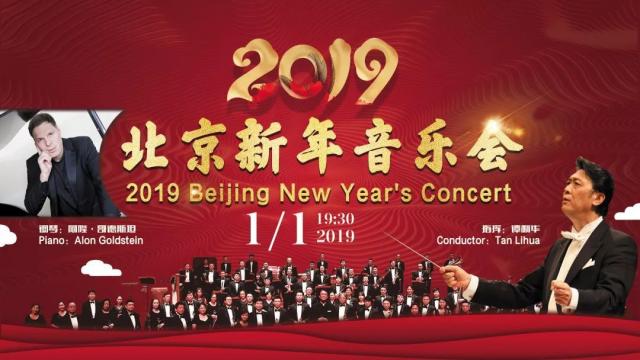 2019
北京新年音乐会
2019 Beijing New Year's Concert
1/1 19:30 2019
钢琴：阿隆·戈德斯坦
Piano: Alon Goldstein
指挥：谭利华
Conductor: Tan Lihua